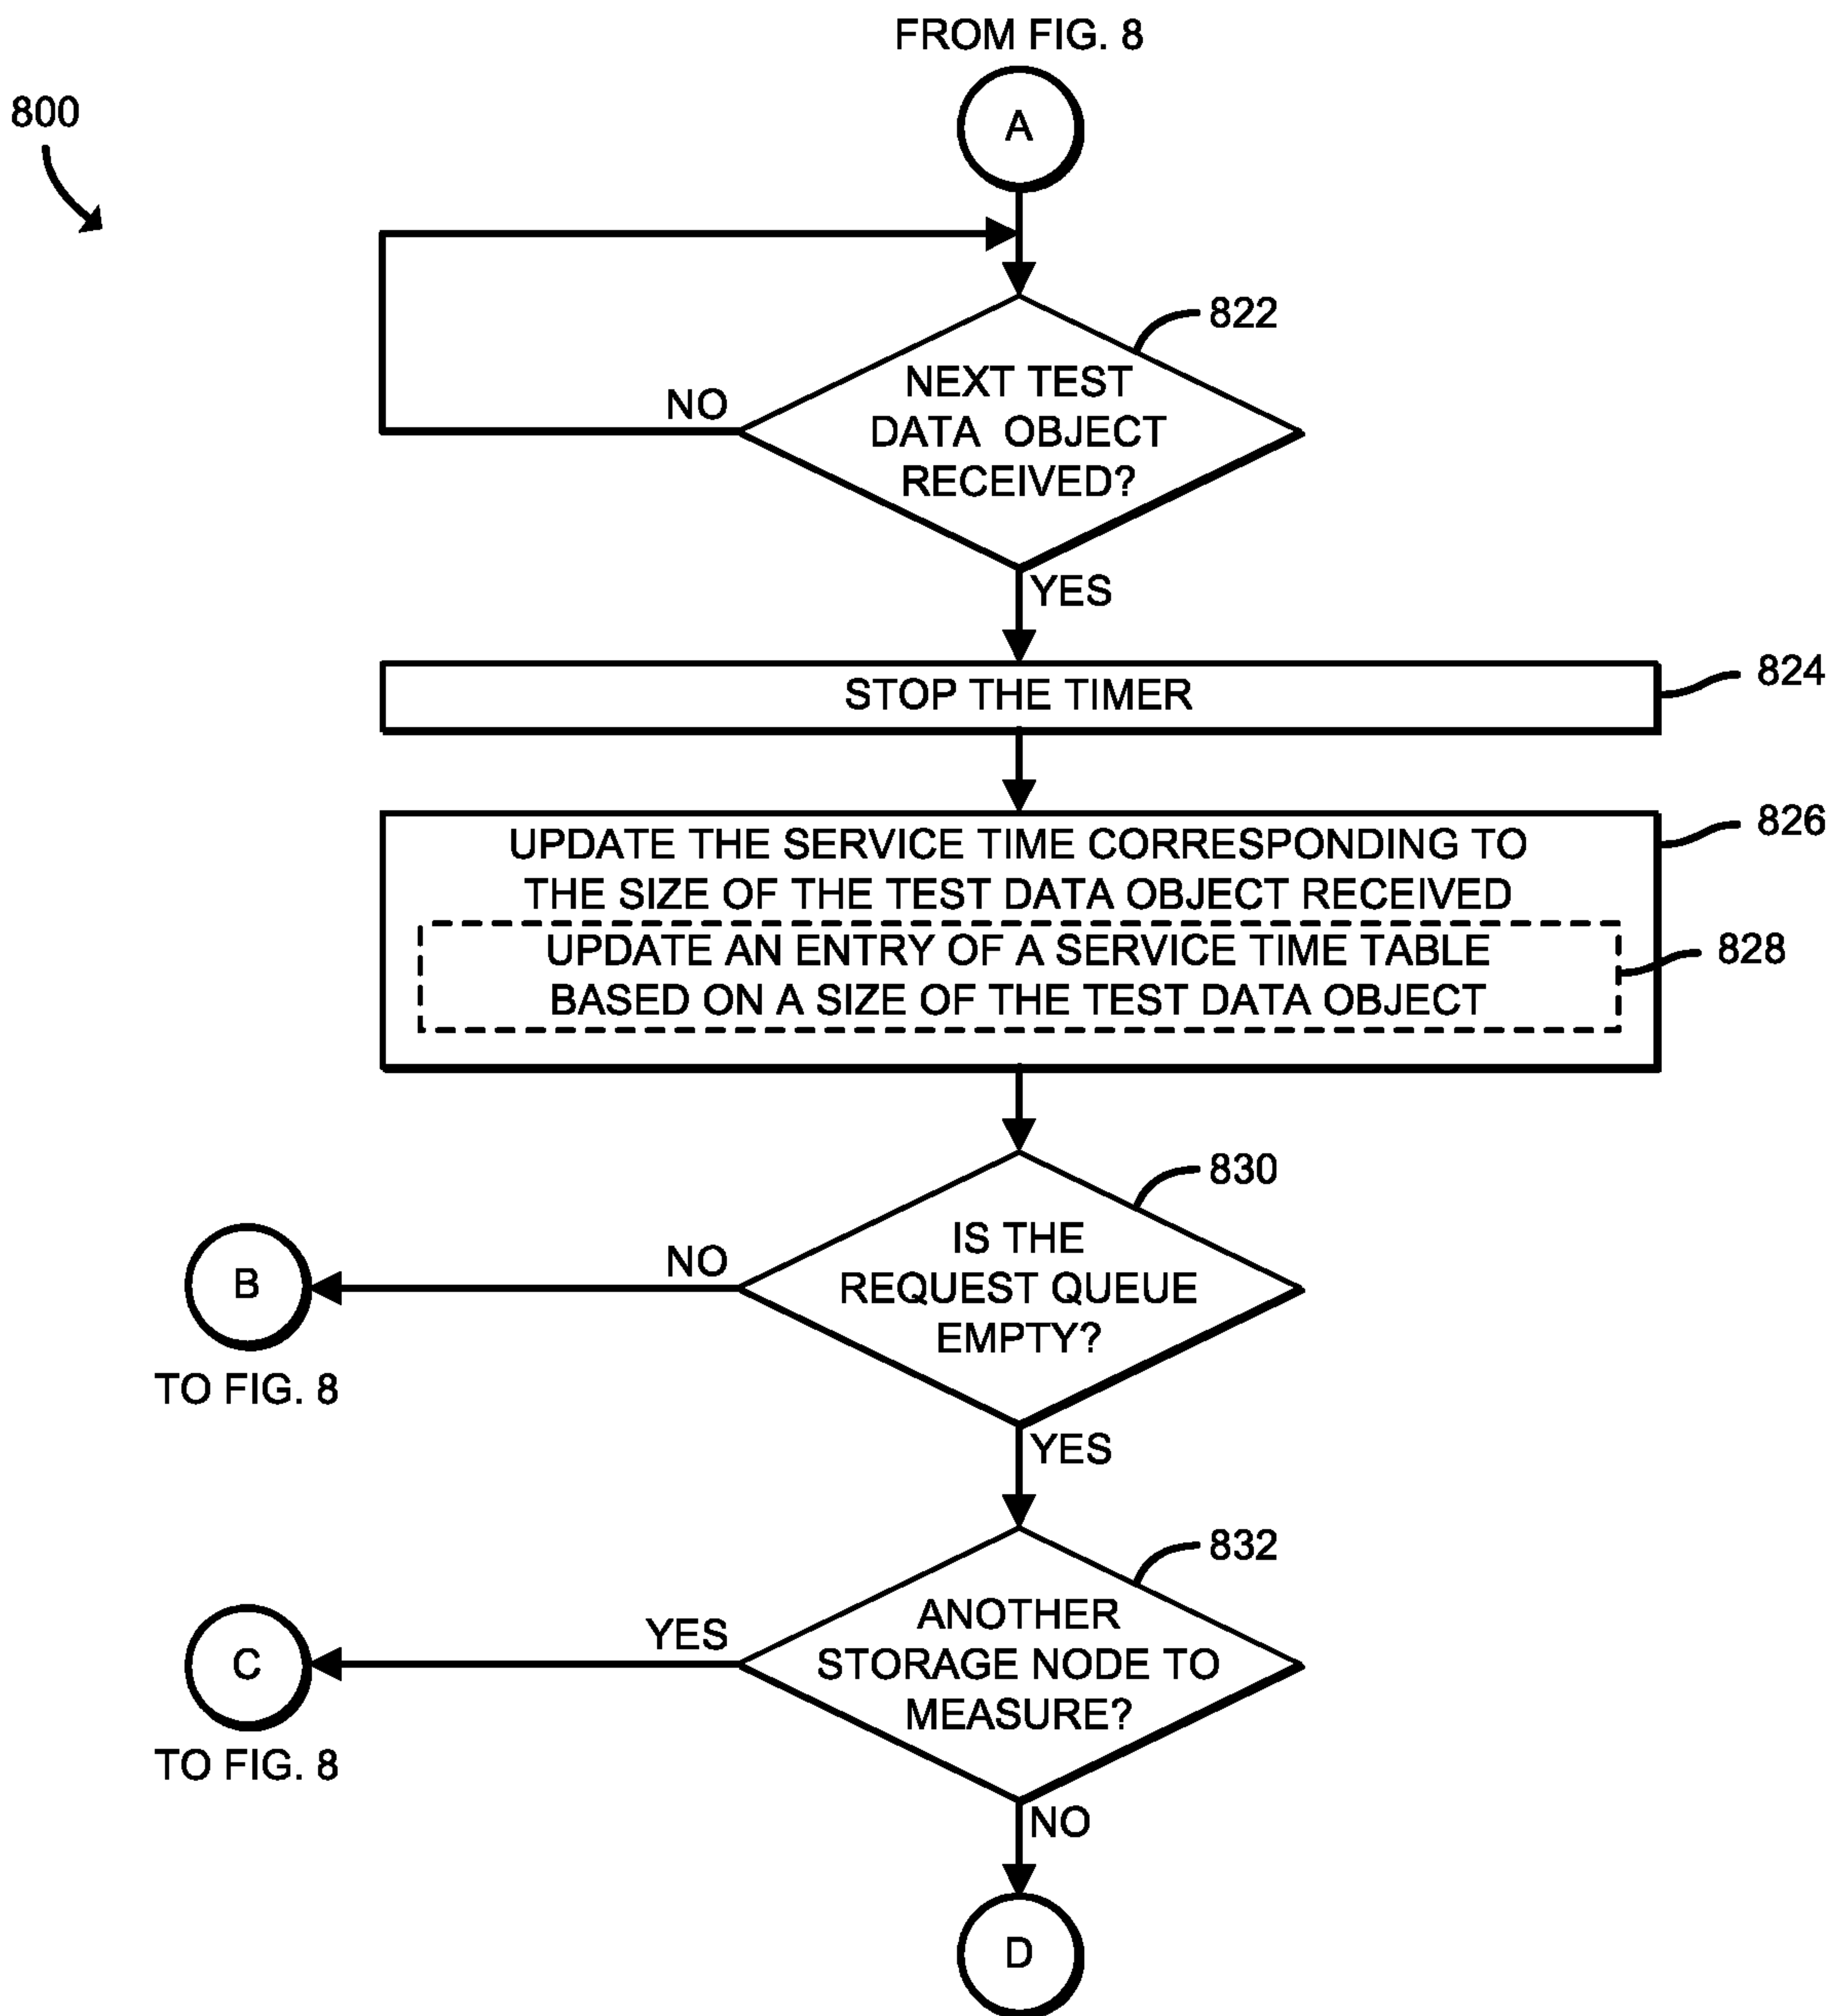 FROM FIG. 8
800
A
822
NEXT TEST
DATA OBJECT
RECEIVED?
NO
YES
824
STOP THE TIMER
826
UPDATE THE SERVICE TIME CORRESPONDING TO
THE SIZE OF THE TEST DATA OBJECT RECEIVED
828
UPDATE AN ENTRY OF A SERVICE TIME TABLE
BASED ON A SIZE OF THE TEST DATA OBJECT
830
IS THE
REQUEST QUEUE
EMPTY?
NO
B
TO FIG. 8
YES
832
ANOTHER
STORAGE NODE TO
MEASURE?
YES
C
TO FIG. 8
NO
D